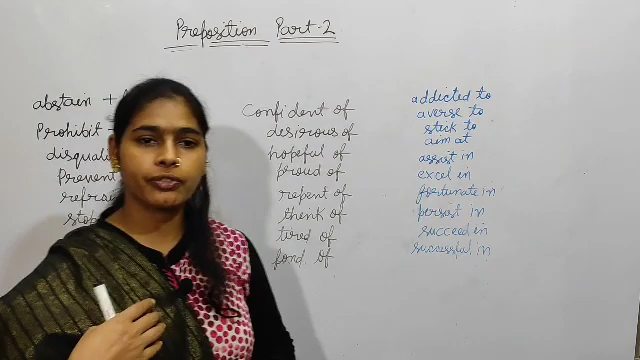 Preposition Part-2
abstain +
Prohibit
Prevent
confident of
desirous of
hopeful of
proud of
repent of
think of
tired of
fond of
addicted to
averse to
stick to
aim at
assist in
excel in
fortunate in
persist in
succeed in
successful in